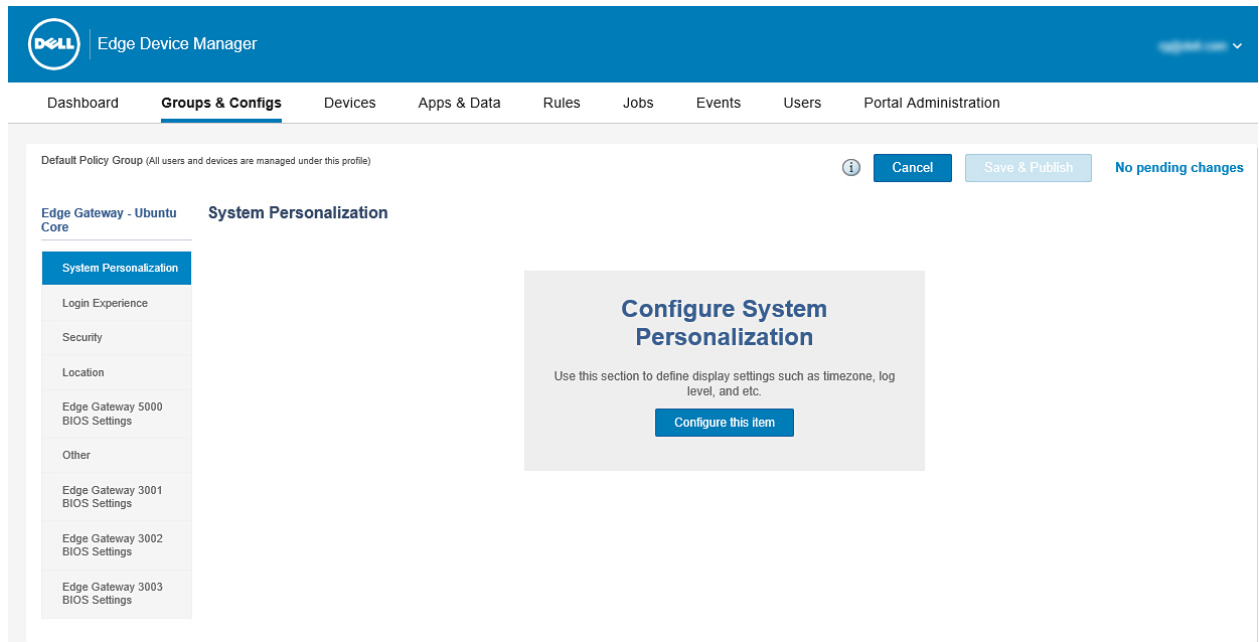 DELL
Edge Device Manager
Dashboard Groups & Configs Devices Apps & Data Rules Jobs Events Users Portal Administration
Default Policy Group (All users and devices are managed under this profile)
i Cancel Save & Publish No pending changes
Edge Gateway - Ubuntu
Core
System Personalization
Login Experience
Security
Location
Edge Gateway 5000
BIOS Settings
Other
Edge Gateway 3001
BIOS Settings
Edge Gateway 3002
BIOS Settings
Edge Gateway 3003
BIOS Settings
System Personalization
Configure System
Personalization
Use this section to define display settings such as timezone, log
level, and etc.
Configure this item